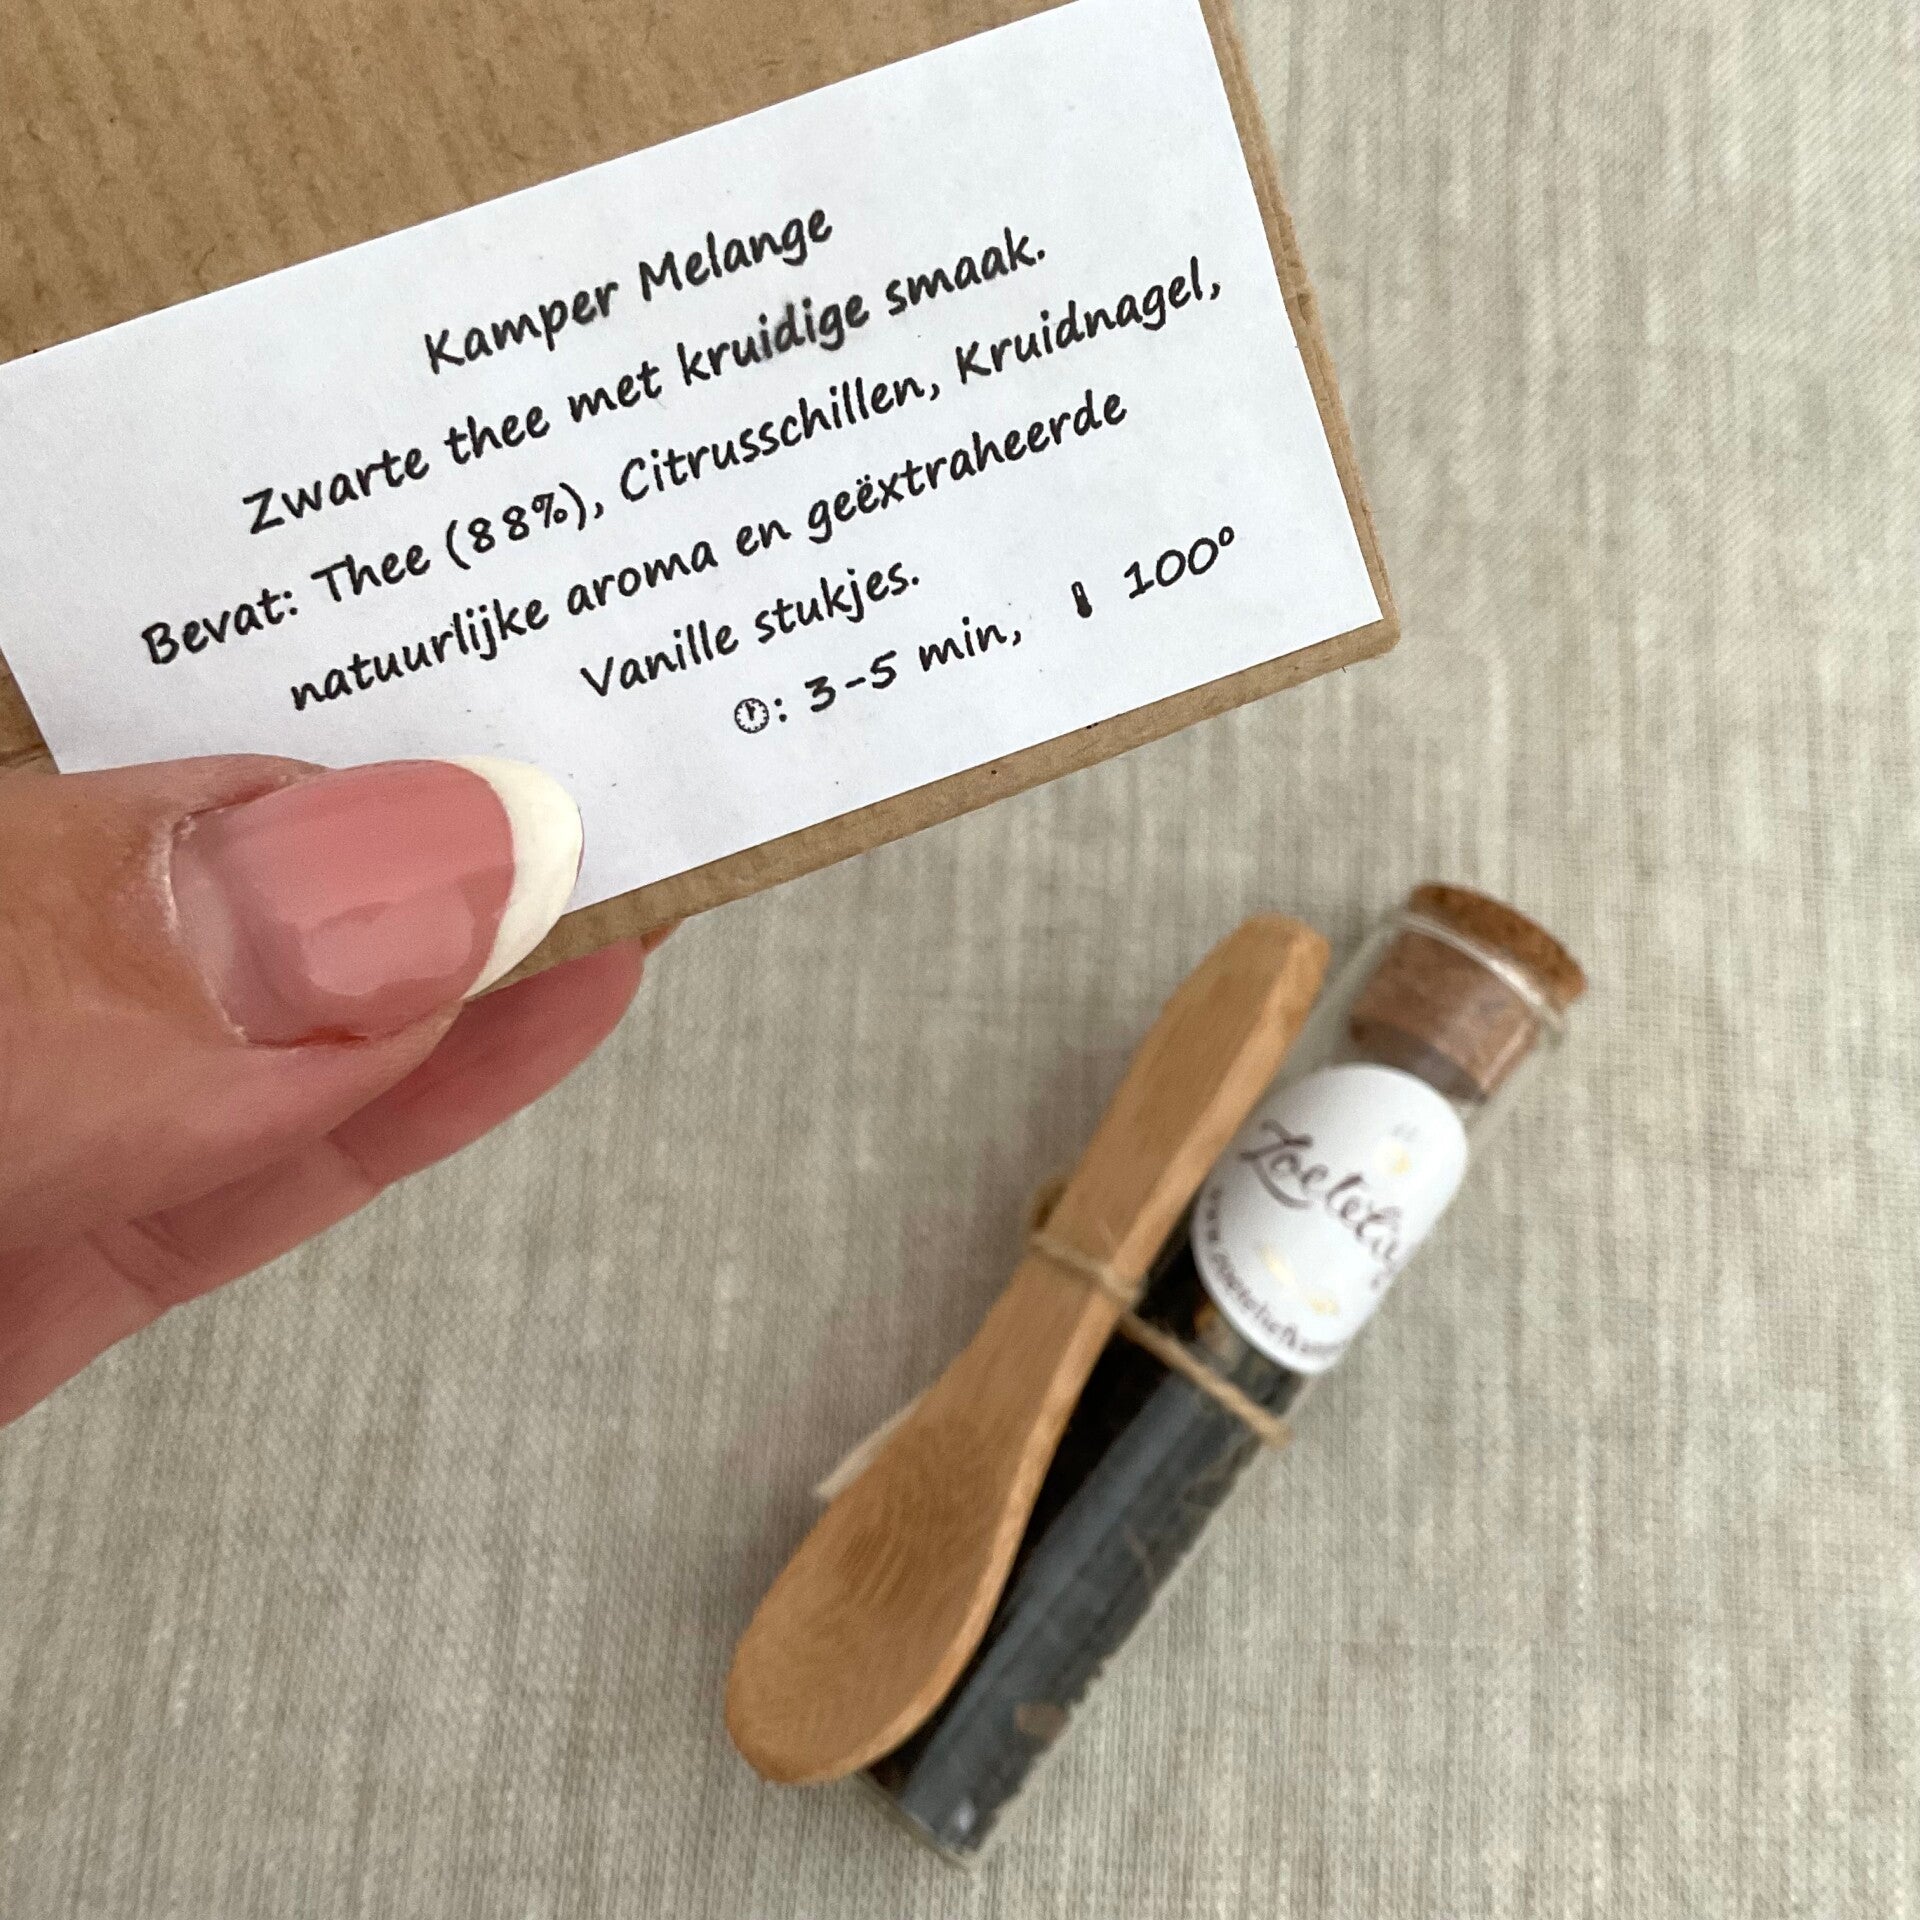 Kamper Melange
Zwarte thee met kruidige smaak.
Bevat: Thee (88%), Citrusschillen, Kruidnagel,
natuurlijke aroma en geëxtraheerde
Vanille stukjes.
: 3-5 min, 100°